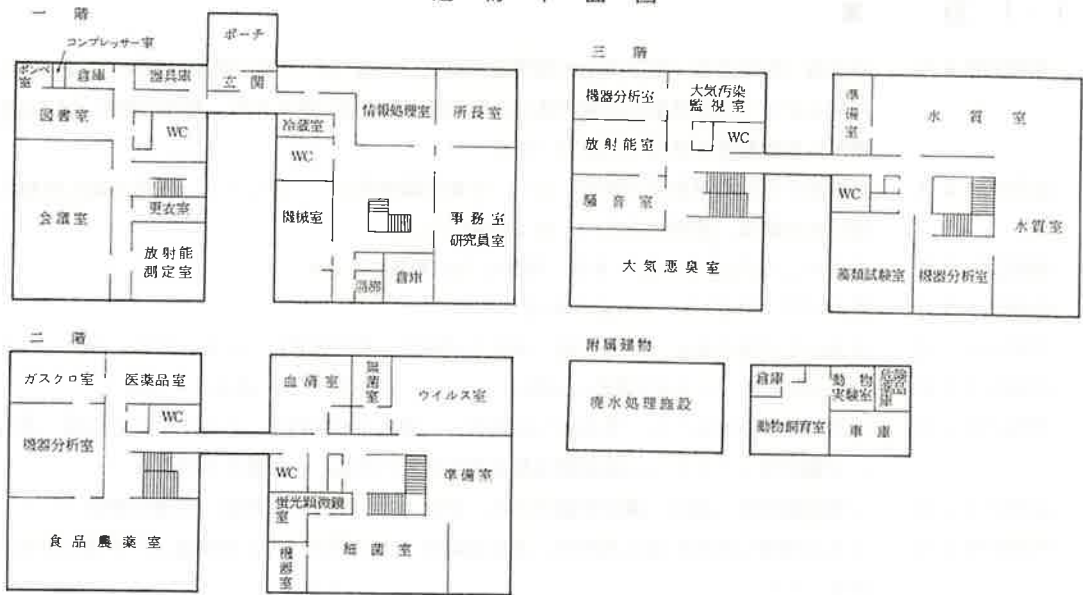 一階
コンプレッサー室
ボンベ室
倉庫
器具庫
ポーチ
玄関
図書室
WC
冷蔵室
情報処理室
所長室
WC
会議室
更衣室
機械室
事務室
研究員室
放射能
測定室
倉庫
二階
ガスクロ室
医薬品室
WC
機器分析室
食品農薬室
血清室
無菌室
ウイルス室
WC
準備室
蛍光顕微鏡室
機器室
細菌室
三階
機器分析室
大気汚染
監視室
放射能室
WC
騒音室
大気悪臭室
準備室
水質室
WC
水質室
藻類試験室
機器分析室
附属建物
廃水処理施設
倉庫
動物
実験室
危険薬品庫
動物飼育室
車庫